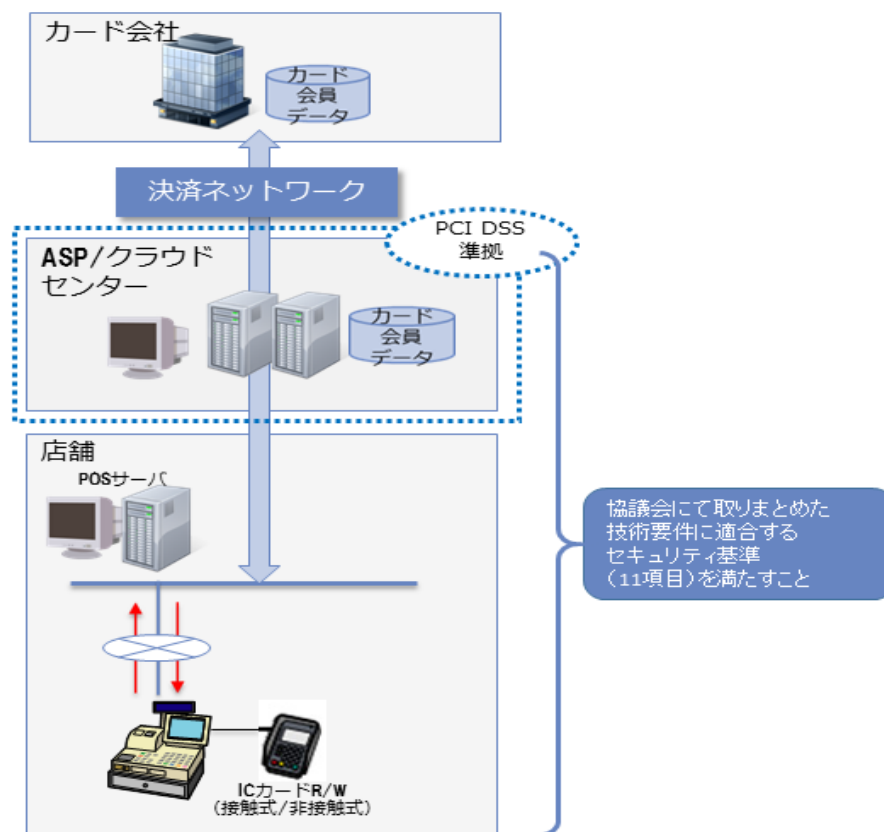 カード会社
カード
会員
データ
決済ネットワーク
PCI DSS
準拠
ASP/クラウド
センター
カード
会員
データ
店舗
POSサーバ
協議会にて取りまとめた
技術要件に適合する
セキュリティ基準
（11項目）を満たすこと
ICカードR/W
（接触式/非接触式）